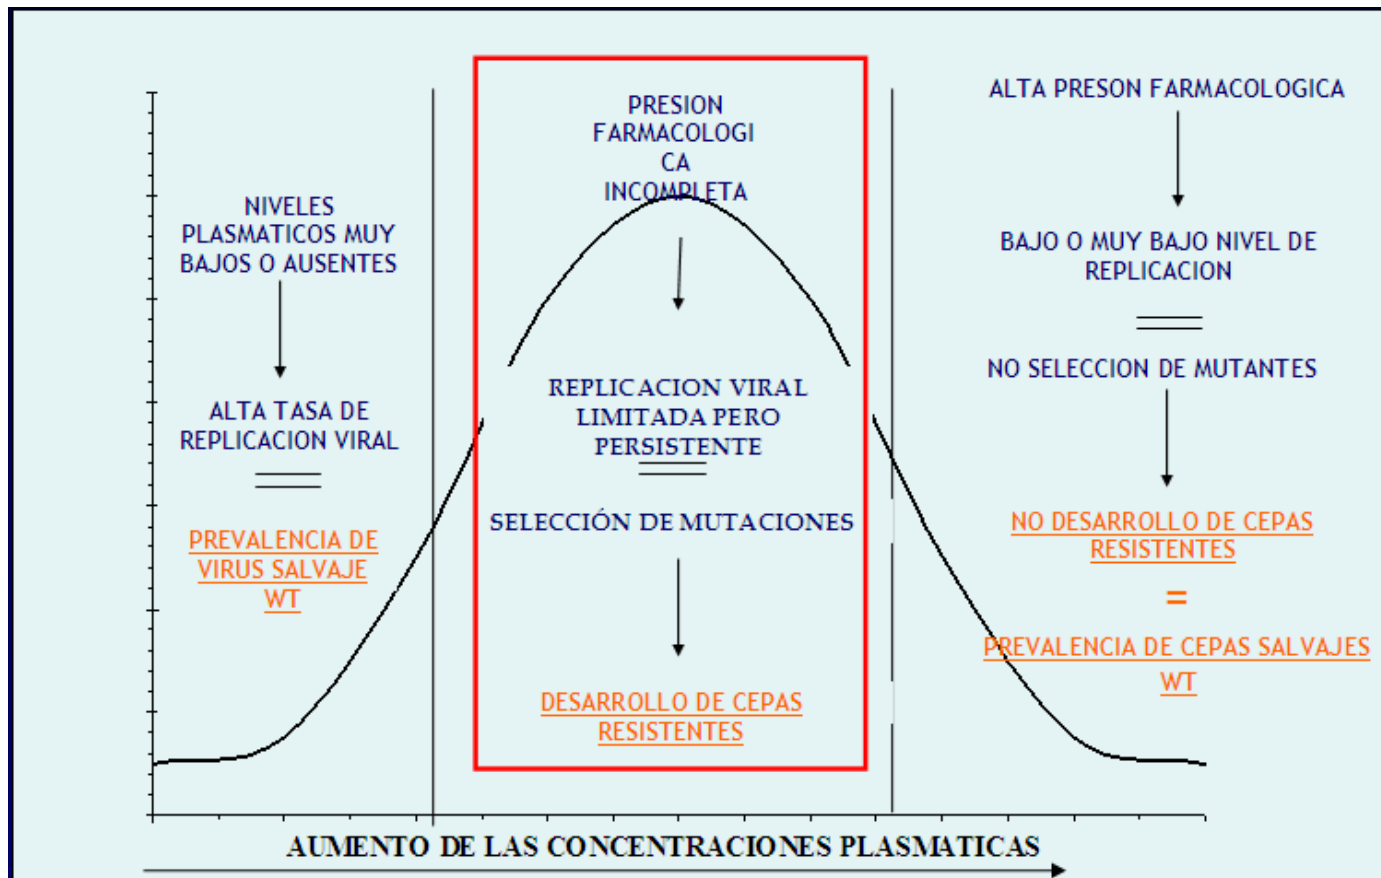 NIVELES
PLASMATICOS MUY
BAJOS O AUSENTES
ALTA TASA DE
REPLICACION VIRAL
PREVALENCIA DE
VIRUS SALVAJE
WT
PRESION
FARMACOLOGI
CA
INCOMPLETA
REPLICACION VIRAL
LIMITADA PERO
PERSISTENTE
SELECCIÓN DE MUTACIONES
DESARROLLO DE CEPAS
RESISTENTES
ALTA PRESON FARMACOLOGICA
BAJO O MUY BAJO NIVEL DE
REPLICACION
NO SELECCION DE MUTANTES
NO DESARROLLO DE CEPAS
RESISTENTES
=
PREVALENCIA DE CEPAS SALVAJES
WT
AUMENTO DE LAS CONCENTRACIONES PLASMATICAS